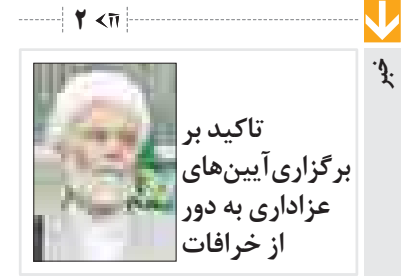 ۲
خبر
تاکید بر
برگزاری آیین‌های
عزاداری به دور
از خرافات